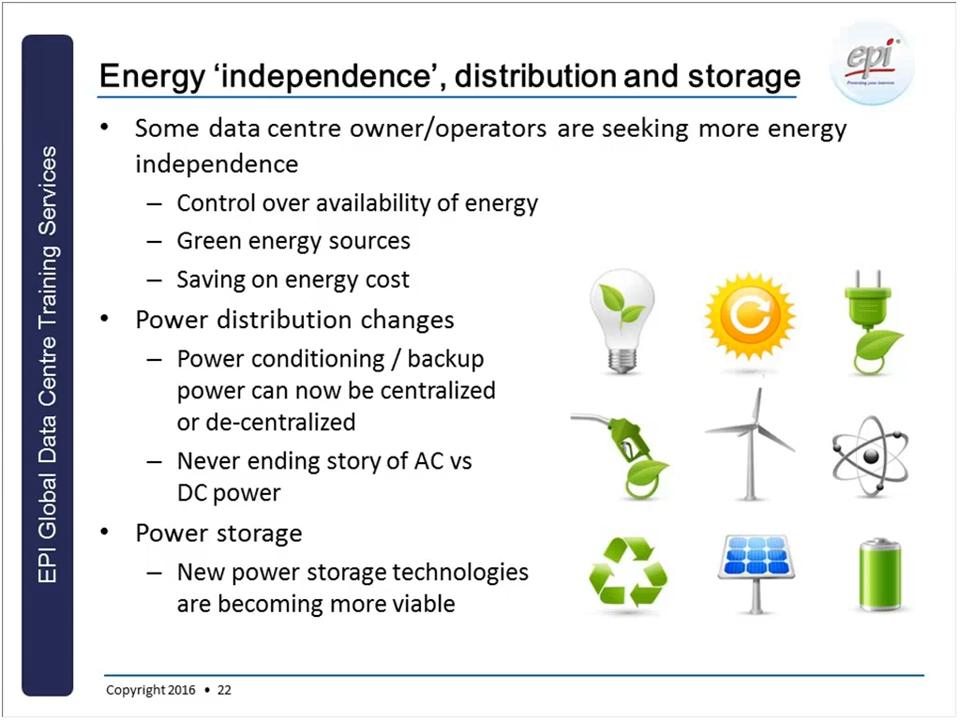 Energy ‘independence’, distribution and storage
epi
• Some data centre owner/operators are seeking more energy
independence
– Control over availability of energy
– Green energy sources
– Saving on energy cost
• Power distribution changes
– Power conditioning / backup
power can now be centralized
or de-centralized
– Never ending story of AC vs
DC power
• Power storage
– New power storage technologies
are becoming more viable
EPI Global Data Centre Training Services
Copyright 2016 • 22